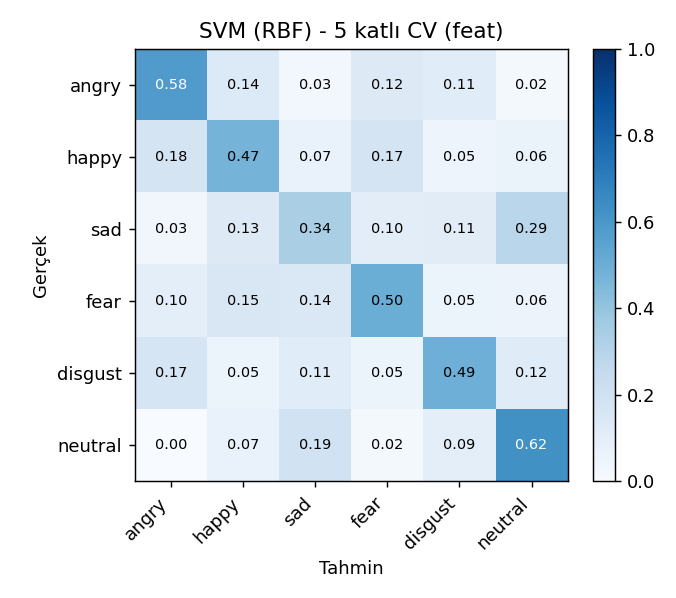 SVM (RBF) - 5 katlı CV (feat)
Gerçek
angry 0.58 0.14 0.03 0.12 0.11 0.02
happy 0.18 0.47 0.07 0.17 0.05 0.06
sad 0.03 0.13 0.34 0.10 0.11 0.29
fear 0.10 0.15 0.14 0.50 0.05 0.06
disgust 0.17 0.05 0.11 0.05 0.49 0.12
neutral 0.00 0.07 0.19 0.02 0.09 0.62
angry happy sad fear disgust neutral
Tahmin
1.0
0.8
0.6
0.4
0.2
0.0